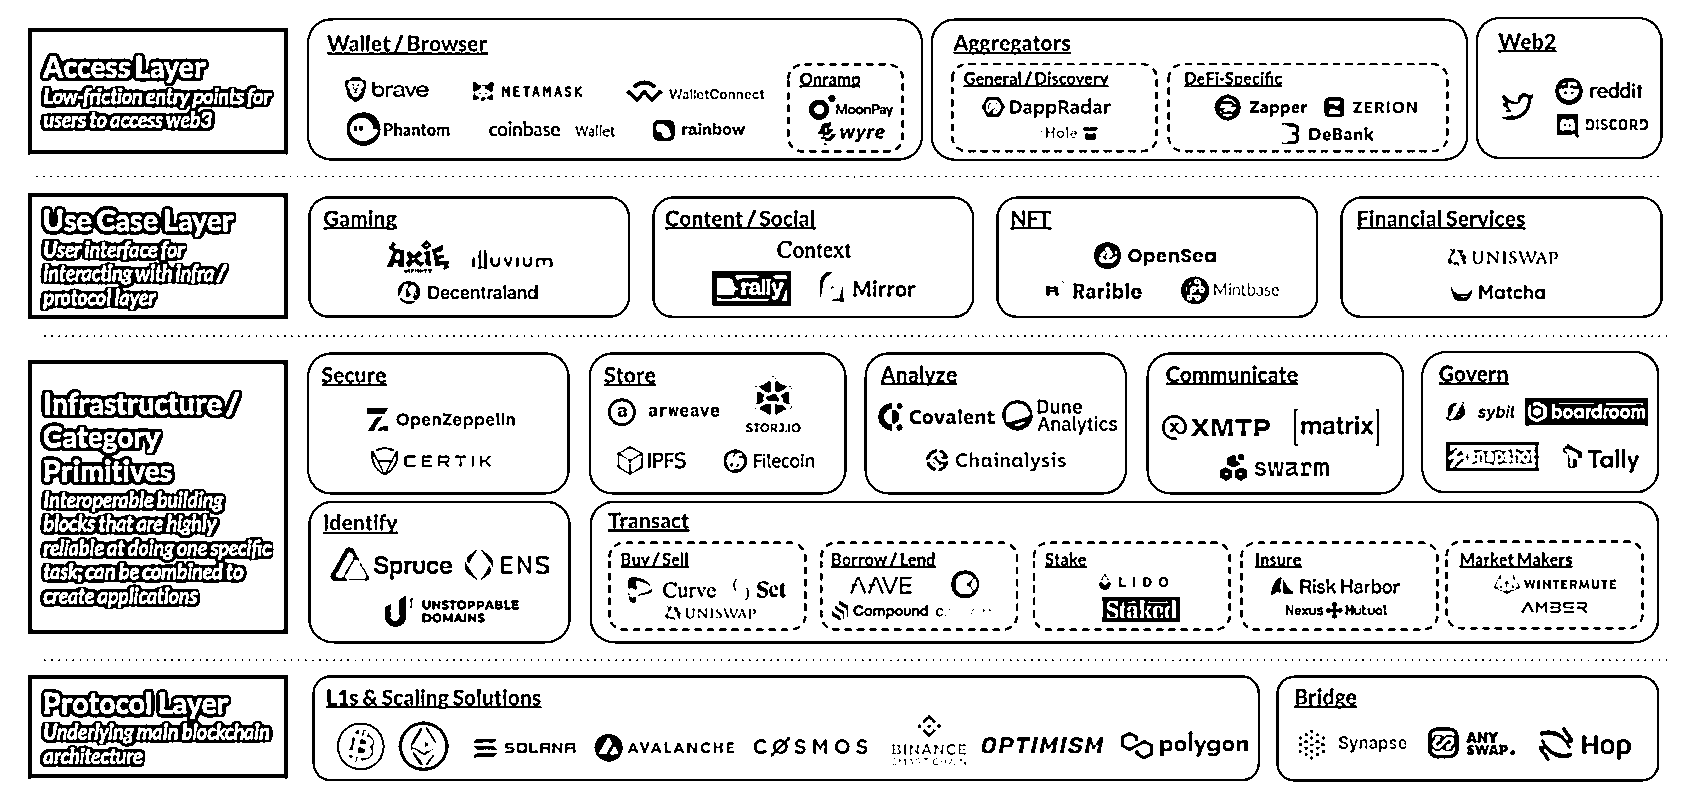 Access Layer
Low-friction entry points for
users to access web3
Wallet / Browser
brave
METAMASK
WalletConnect
Phantom
coinbase Wallet
rainbow
Onramp
MoonPay
wyre
Aggregators
General / Discovery
DappRadar
Hole
DeFi-Specific
Zapper
ZERION
DeBank
Web2
reddit
DISCORD
Use Case Layer
User interface for
interacting with infra/
protocol layer
Gaming
AXIE
INFINITY
illuvium
Decentraland
Content / Social
Context
rally
Mirror
NFT
OpenSea
Rarible
Mintbase
Financial Services
UNISWAP
Matcha
Infrastructure/
Category
Primitives
Interoperable building
blocks that are highly
reliable at doing one specific
task; can be combined to
create applications
Secure
OpenZeppelin
CERTIK
Store
arweave
STORJ.IO
IPFS
Filecoin
Analyze
Covalent
Dune
Analytics
Chainalysis
Communicate
XMTP
[matrix]
swarm
Govern
sybil
boardroom
Tally
Identify
Spruce
ENS
UNSTOPPABLE
DOMAINS
Transact
Buy / Sell
Curve
Set
UNISWAP
Borrow / Lend
AAVE
Compound
Stake
LIDO
Staked
Insure
Risk Harbor
Nexus Mutual
Market Makers
WINTERMUTE
AMBER
Protocol Layer
Underlying main blockchain
architecture
L1s & Scaling Solutions
SOLANA
AVALANCHE
COSMOS
BINANCE
SMART CHAIN
OPTIMISM
polygon
Bridge
Synapse
ANY
SWAP.
Hop